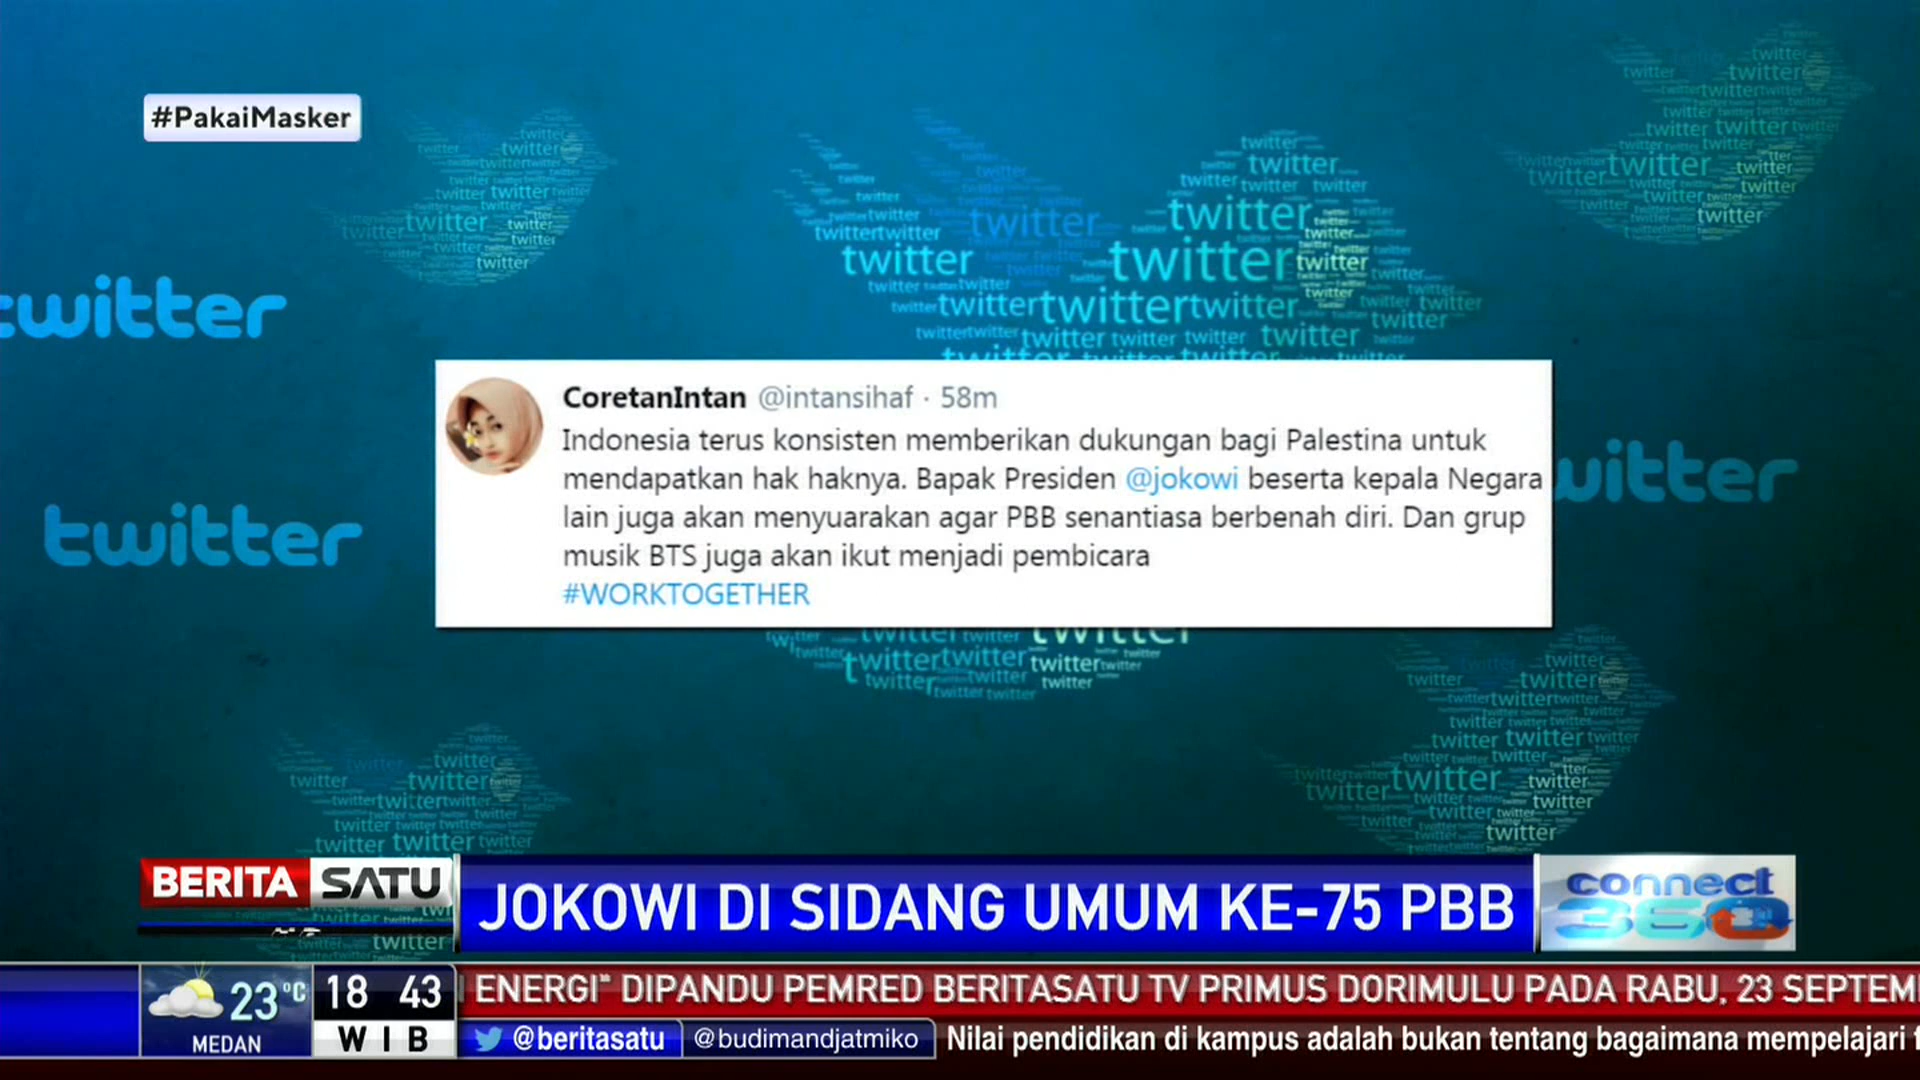 #PakaiMasker
twitter
twitter
twitter
CoretanIntan @intansihaf · 58m
Indonesia terus konsisten memberikan dukungan bagi Palestina untuk
mendapatkan hak haknya. Bapak Presiden @jokowi beserta kepala Negara
lain juga akan menyuarakan agar PBB senantiasa berbenah diri. Dan grup
musik BTS juga akan ikut menjadi pembicara
#WORKTOGETHER
BERITA SATU
JOKOWI DI SIDANG UMUM KE-75 PBB
connect
360
23°C
MEDAN
18 43
WIB
ENERGI" DIPANDU PEMRED BERITASATU TV PRIMUS DORIMULU PADA RABU, 23 SEPTEM
@beritasatu
@budimandjatmiko
Nilai pendidikan di kampus adalah bukan tentang bagaimana mempelajari f